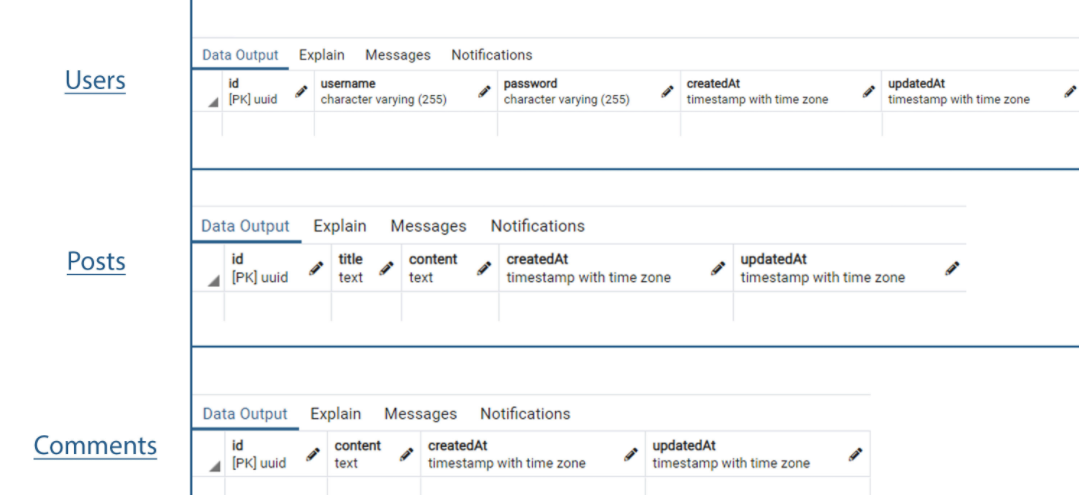 Users
Data Output Explain Messages Notifications
id username password createdAt updatedAt
[PK] uuid character varying (255) character varying (255) timestamp with time zone timestamp with time zone
Posts
Data Output Explain Messages Notifications
id title content createdAt updatedAt
[PK] uuid text text timestamp with time zone timestamp with time zone
Comments
Data Output Explain Messages Notifications
id content createdAt updatedAt
[PK] uuid text timestamp with time zone timestamp with time zone